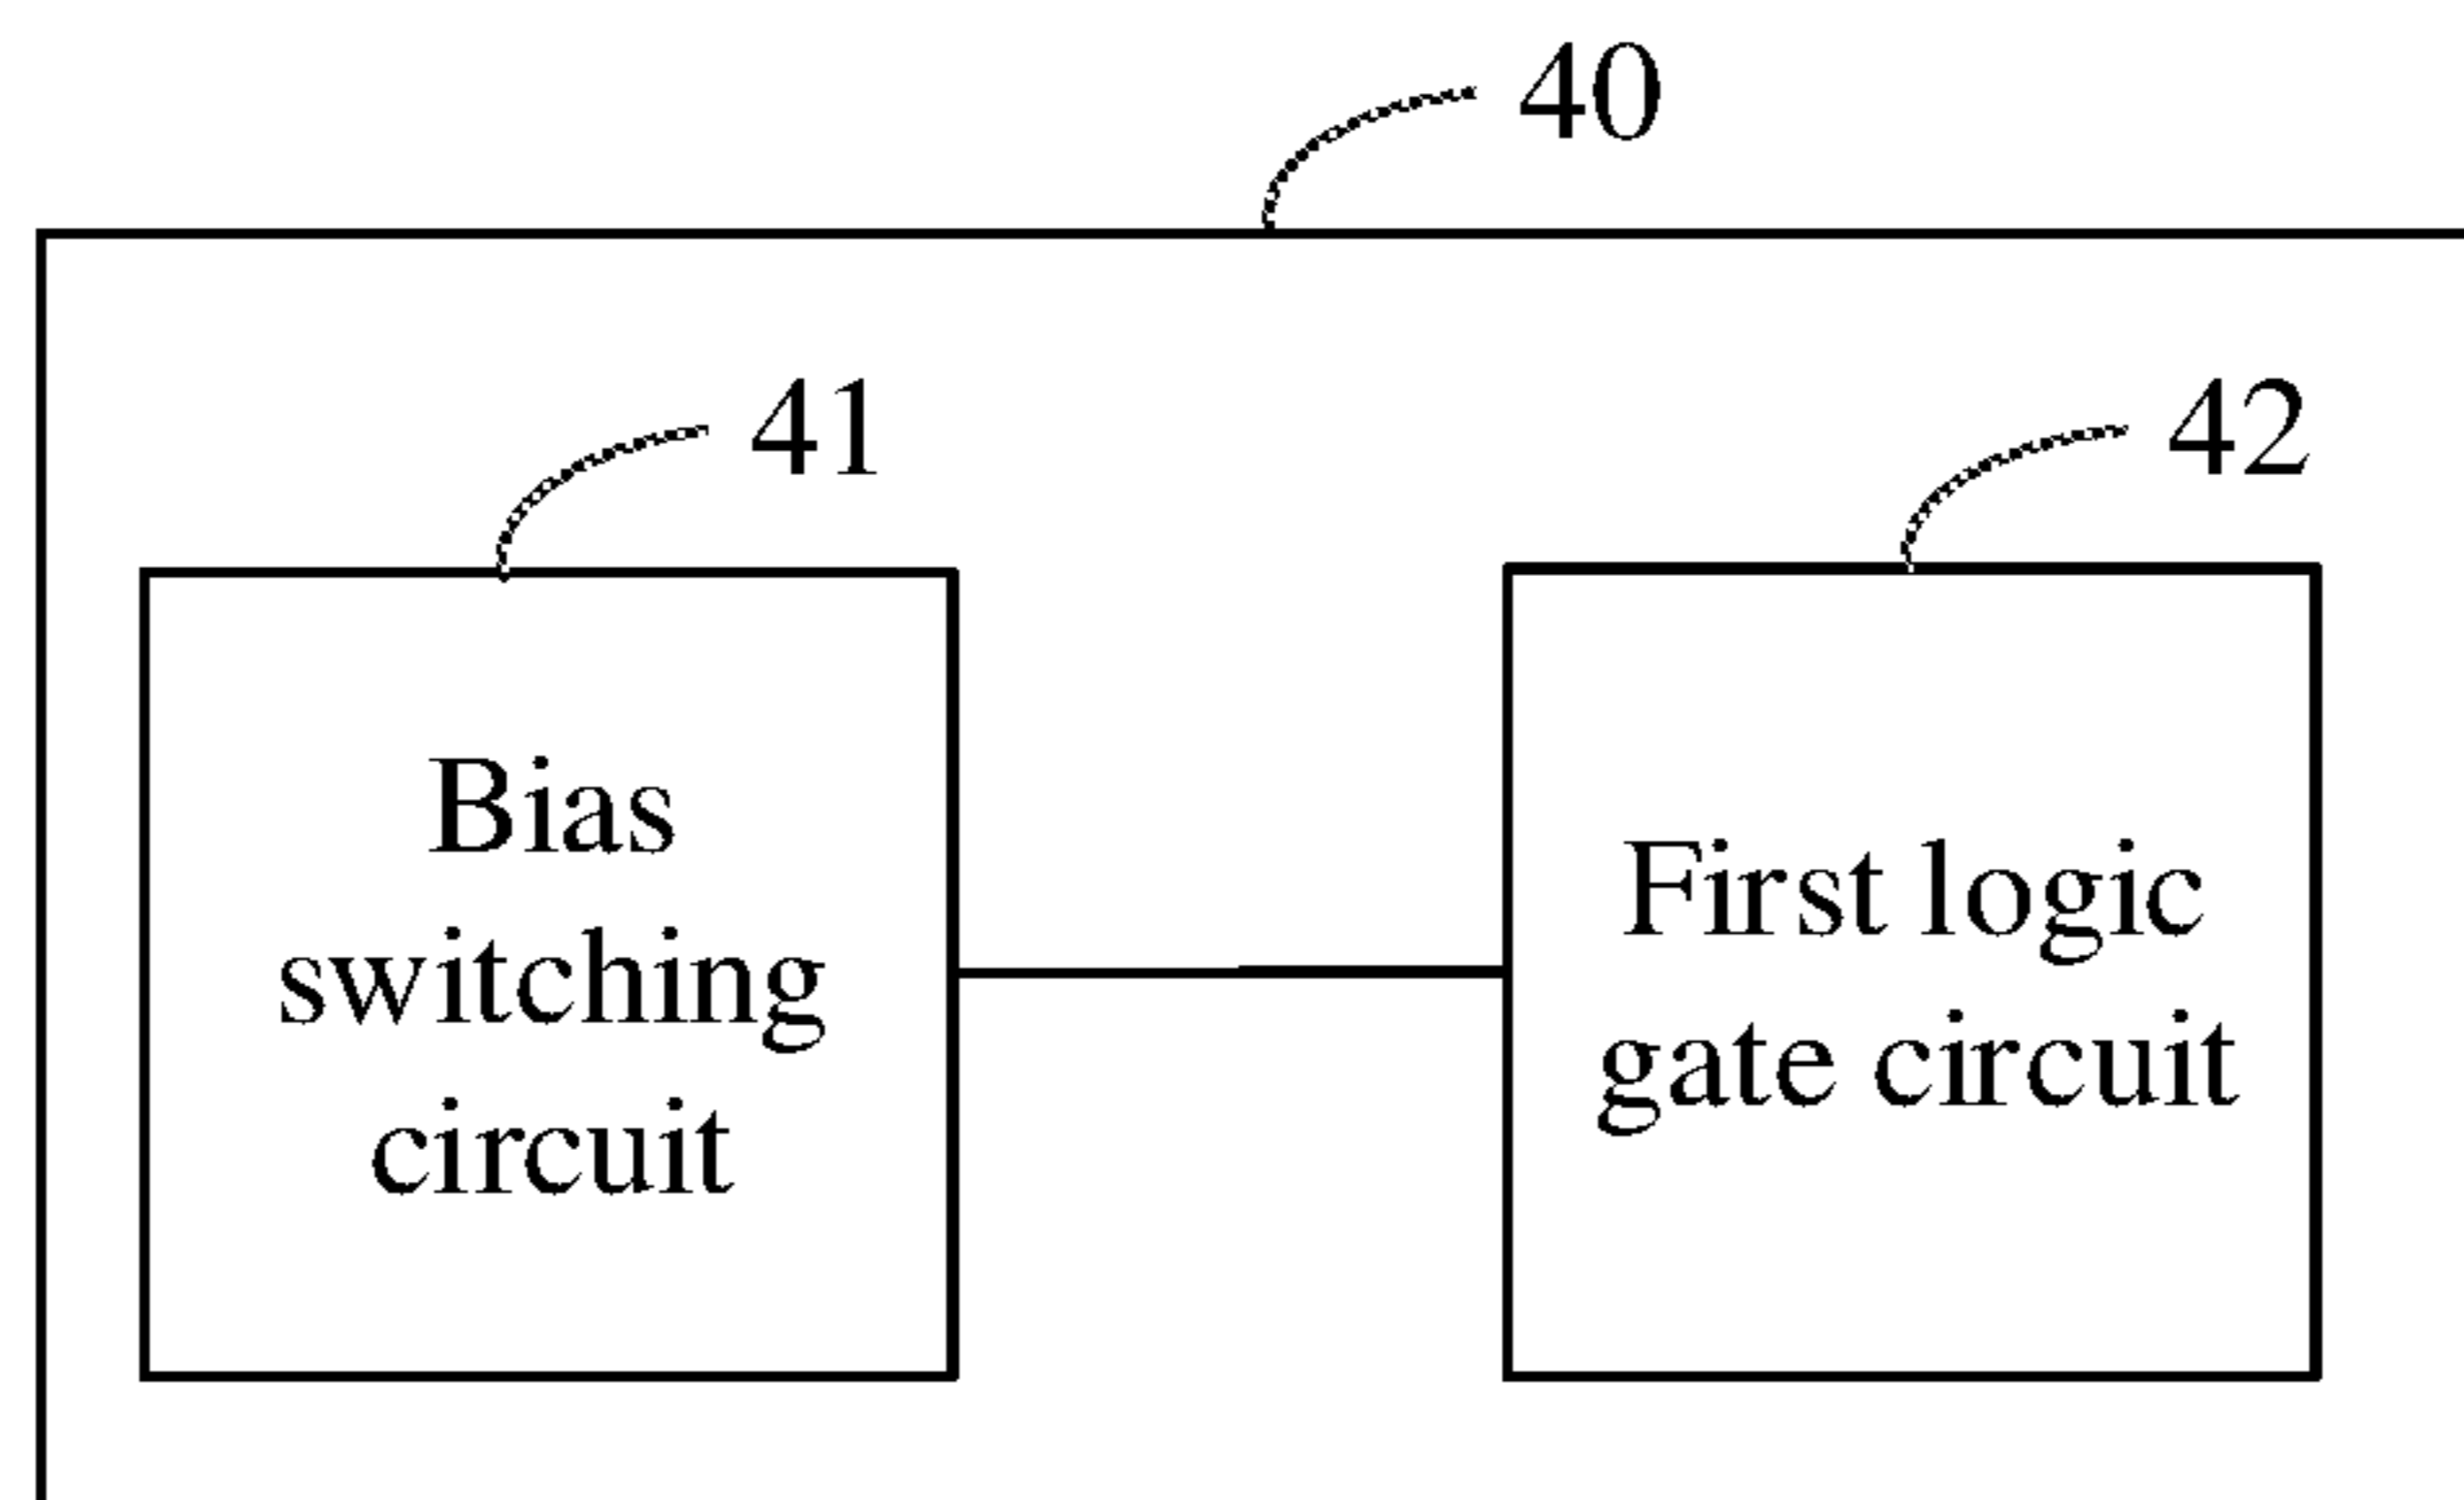 40
41
42
Bias
switching
circuit
First logic
gate circuit